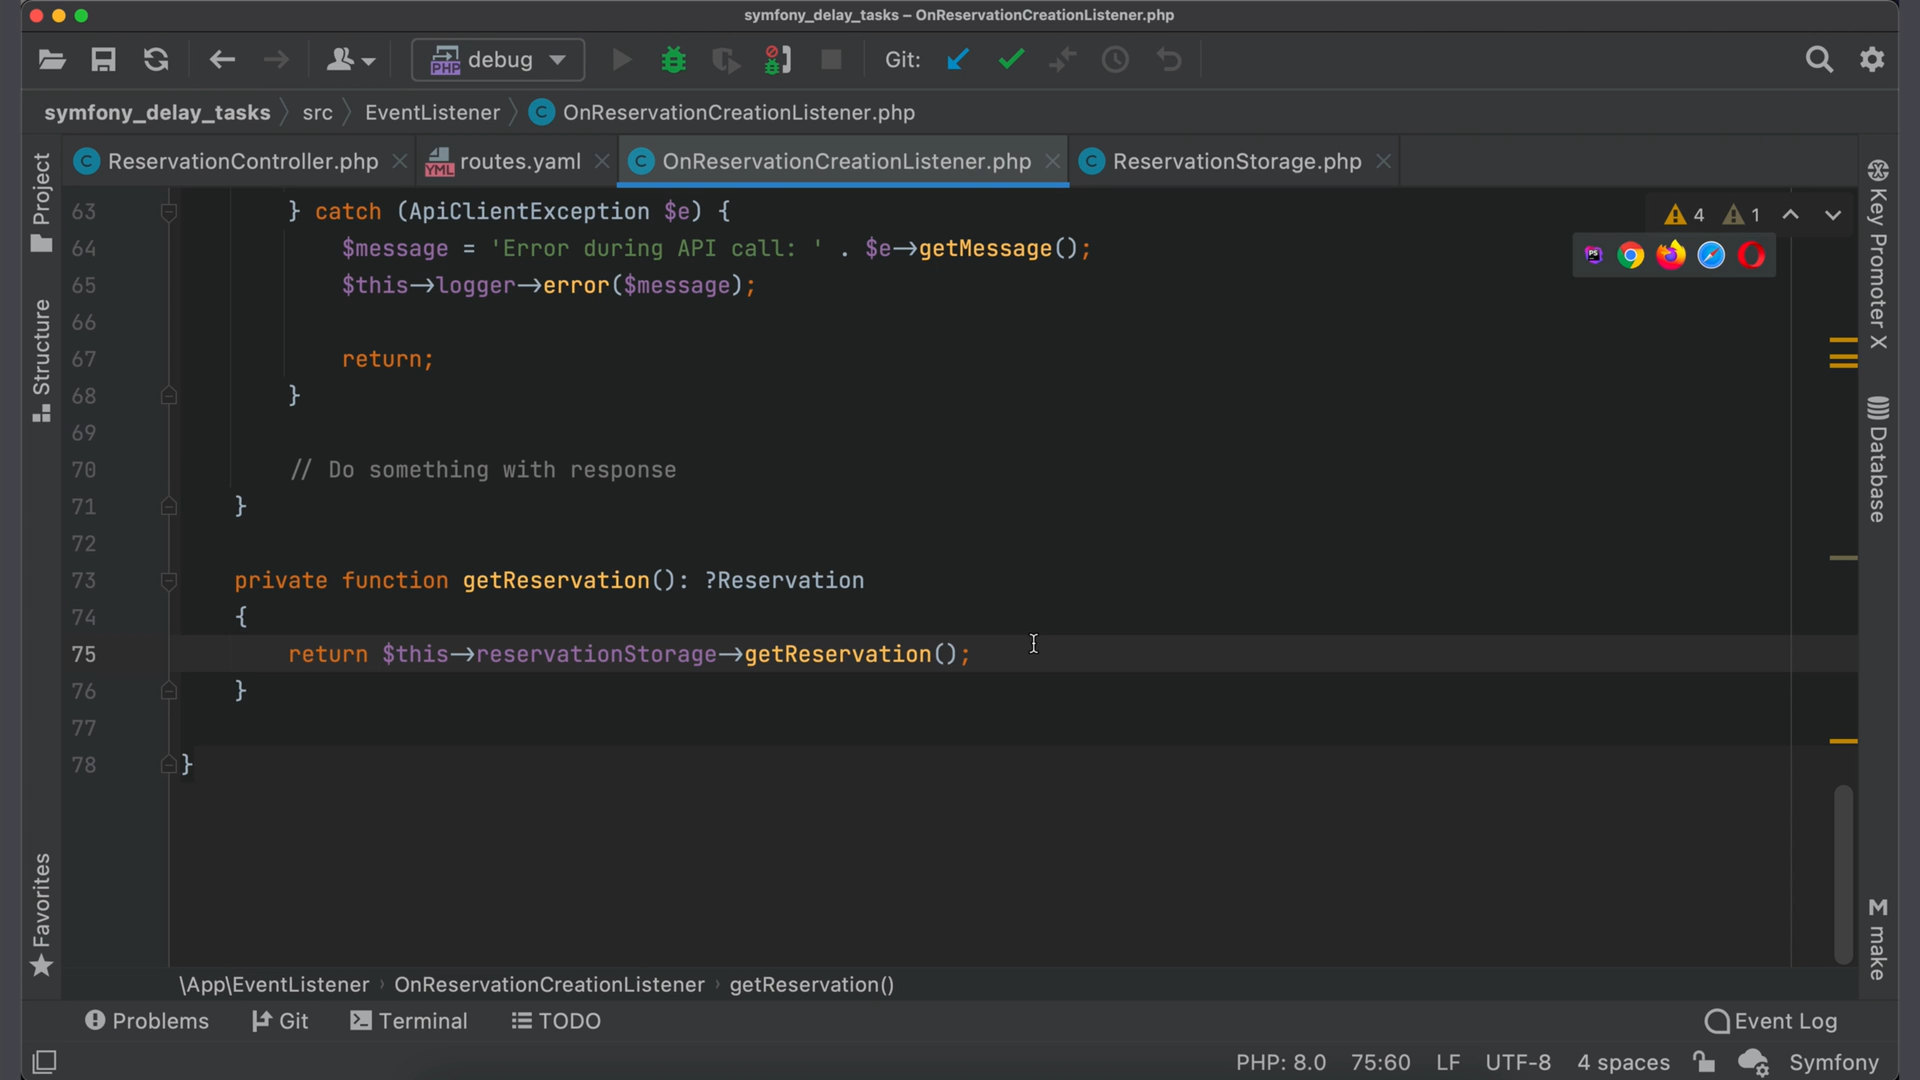 symfony_delay_tasks – OnReservationCreationListener.php
PHP debug Git:
symfony_delay_tasks src EventListener C OnReservationCreationListener.php
C ReservationController.php YML routes.yaml C OnReservationCreationListener.php C ReservationStorage.php
Project
Structure
Favorites
63 } catch (ApiClientException $e) {
64 $message = 'Error during API call: ' . $e→getMessage();
65 $this→logger→error($message);
66
67 return;
68 }
69
70 // Do something with response
71 }
72
73 private function getReservation(): ?Reservation
74 {
75 return $this→reservationStorage→getReservation();
76 }
77
78 }
4 1
PS
Key Promoter X
Database
M make
\App\EventListener › OnReservationCreationListener › getReservation()
Problems Git Terminal TODO Event Log
PHP: 8.0 75:60 LF UTF-8 4 spaces Symfony